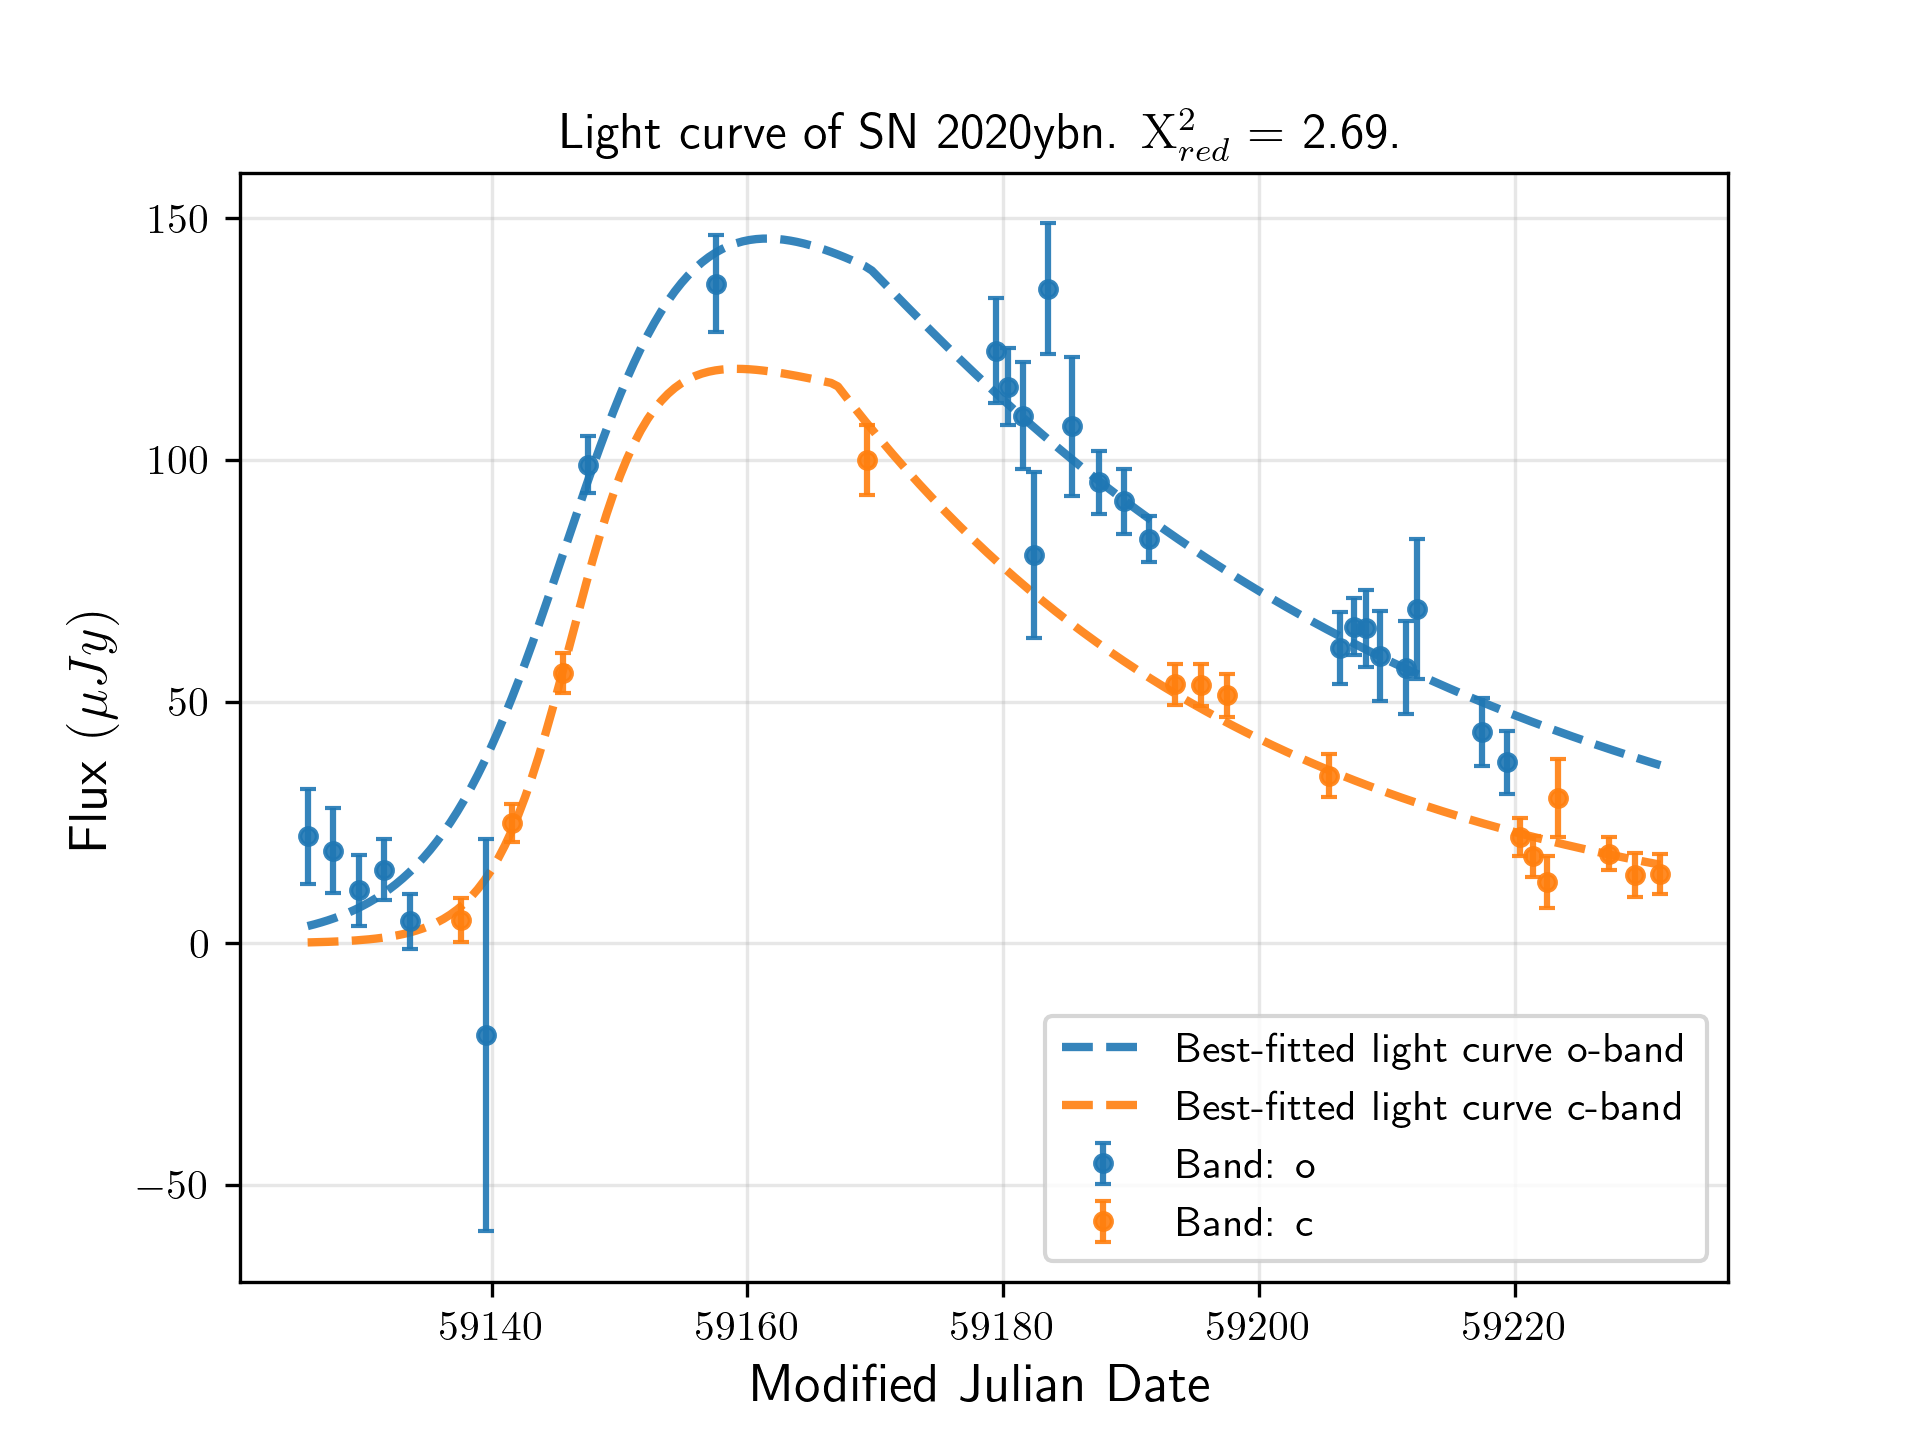 Light curve of SN 2020ybn. X²_red = 2.69.
150
100
50
0
−50
Flux (μJy)
59140 59160 59180 59200 59220
Modified Julian Date
Best-fitted light curve o-band
Best-fitted light curve c-band
Band: o
Band: c